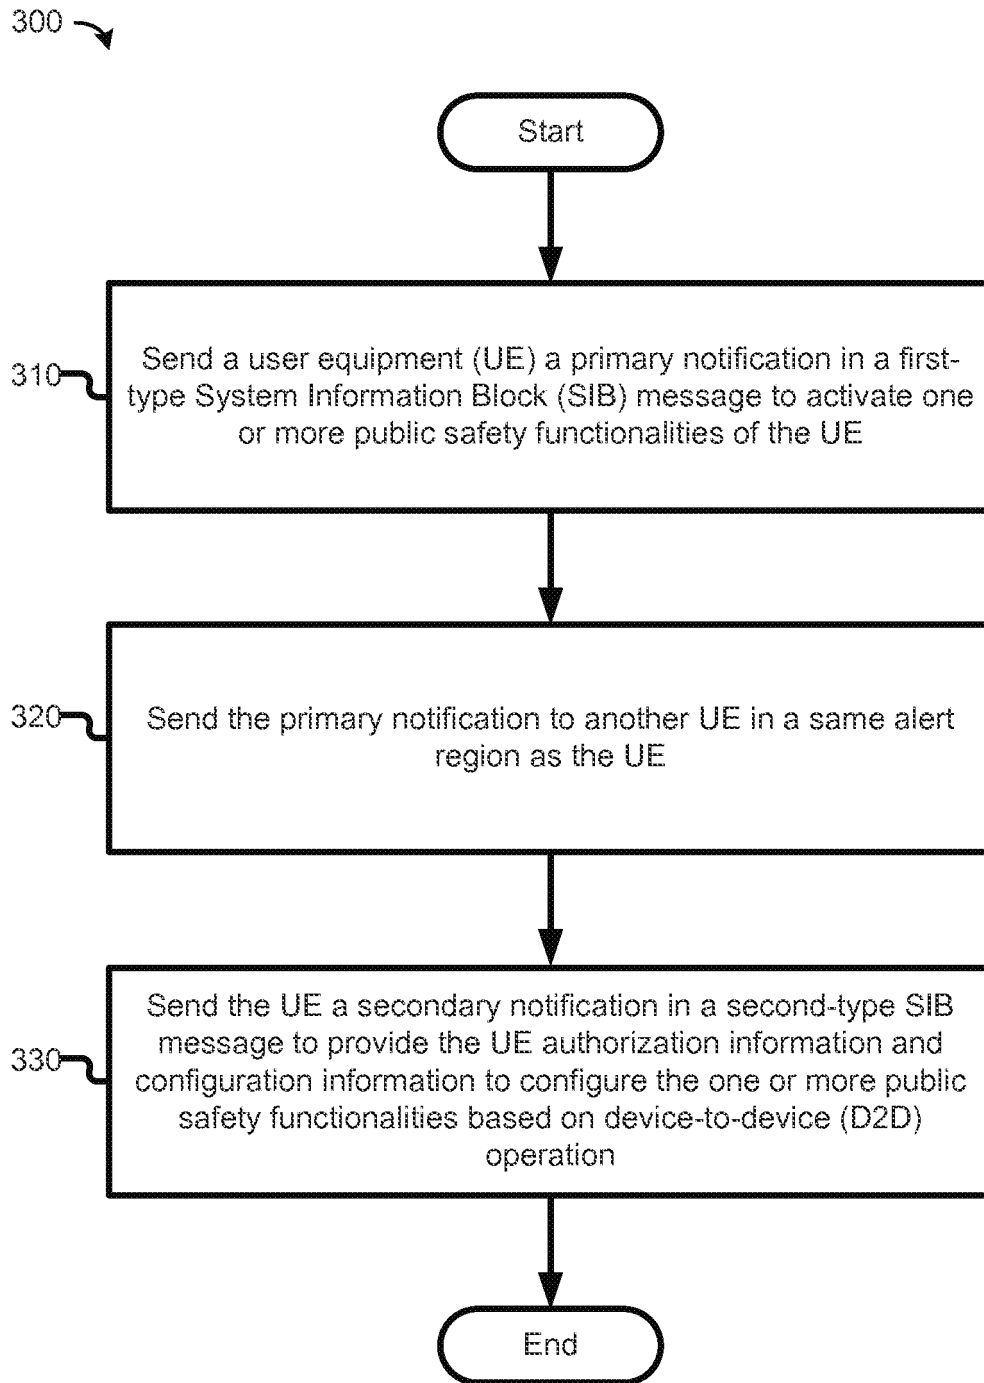 300
Start
310
Send a user equipment (UE) a primary notification in a first-
type System Information Block (SIB) message to activate one
or more public safety functionalities of the UE
320
Send the primary notification to another UE in a same alert
region as the UE
330
Send the UE a secondary notification in a second-type SIB
message to provide the UE authorization information and
configuration information to configure the one or more public
safety functionalities based on device-to-device (D2D)
operation
End